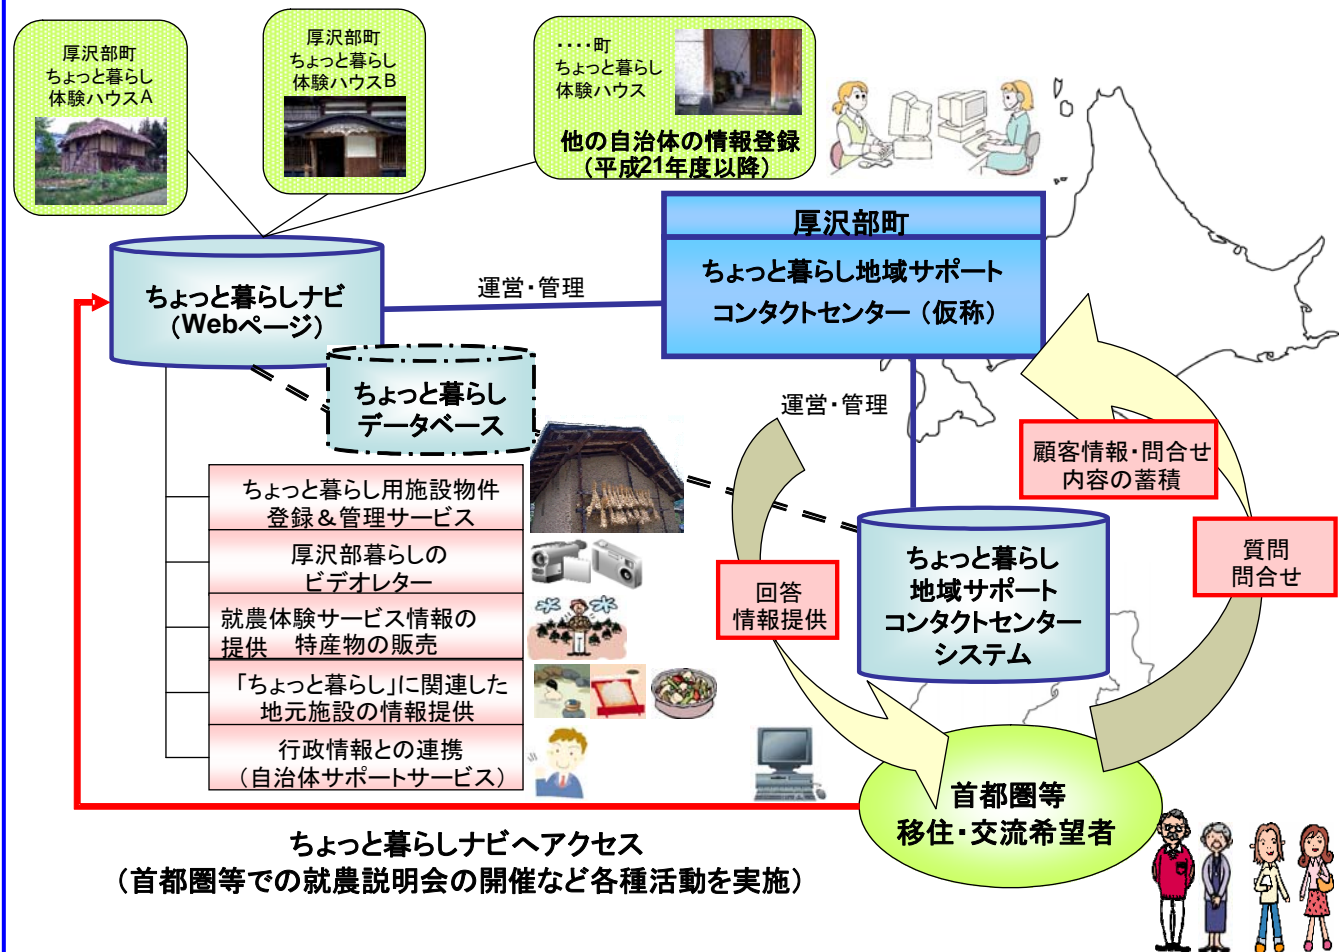 厚沢部町
ちょっと暮らし
体験ハウスA
厚沢部町
ちょっと暮らし
体験ハウスB
・・・・町
ちょっと暮らし
体験ハウス
他の自治体の情報登録
（平成21年度以降）
厚沢部町
ちょっと暮らし地域サポート
コンタクトセンター（仮称）
ちょっと暮らしナビ
（Webページ）
運営・管理
ちょっと暮らし
データベース
運営・管理
顧客情報・問合せ
内容の蓄積
質問
問合せ
回答
情報提供
ちょっと暮らし
地域サポート
コンタクトセンター
システム
ちょっと暮らし用施設物件
登録＆管理サービス
厚沢部暮らしの
ビデオレター
就農体験サービス情報の
提供　特産物の販売
「ちょっと暮らし」に関連した
地元施設の情報提供
行政情報との連携
（自治体サポートサービス）
首都圏等
移住・交流希望者
ちょっと暮らしナビへアクセス
（首都圏等での就農説明会の開催など各種活動を実施）